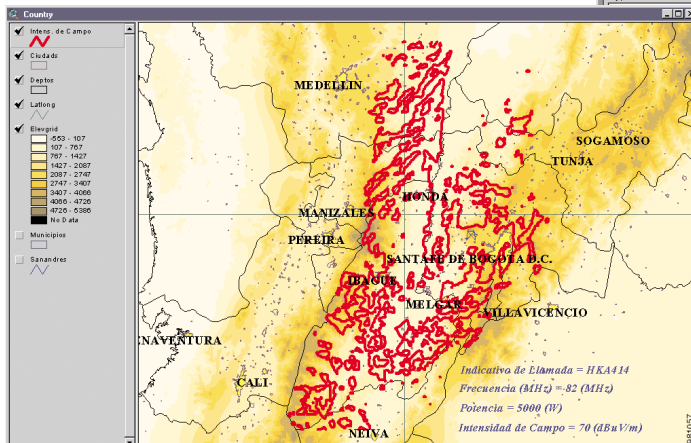 Country
Intens. de Campo
Ciudads
Deptos
Latlong
Elevgrid
-553 - 107
107 - 767
767 - 1427
1427 - 2087
2087 - 2747
2747 - 3407
3407 - 4066
4066 - 4726
4726 - 5386
No Data
Municipios
Sanandres
MEDELLIN
SOGAMOSO
TUNJA
HONDA
MANIZALES
PEREIRA
SANTAFE DE BOGOTA D.C.
IBAGUE
MELGAR
VILLAVICENCIO
ENAVENTURA
CALI
NEIVA
Indicativo de Llamada = HKA414
Frecuencia (MHz) = 82 (MHz)
Potencia = 5000 (W)
Intensidad de Campo = 70 (dBuV/m)